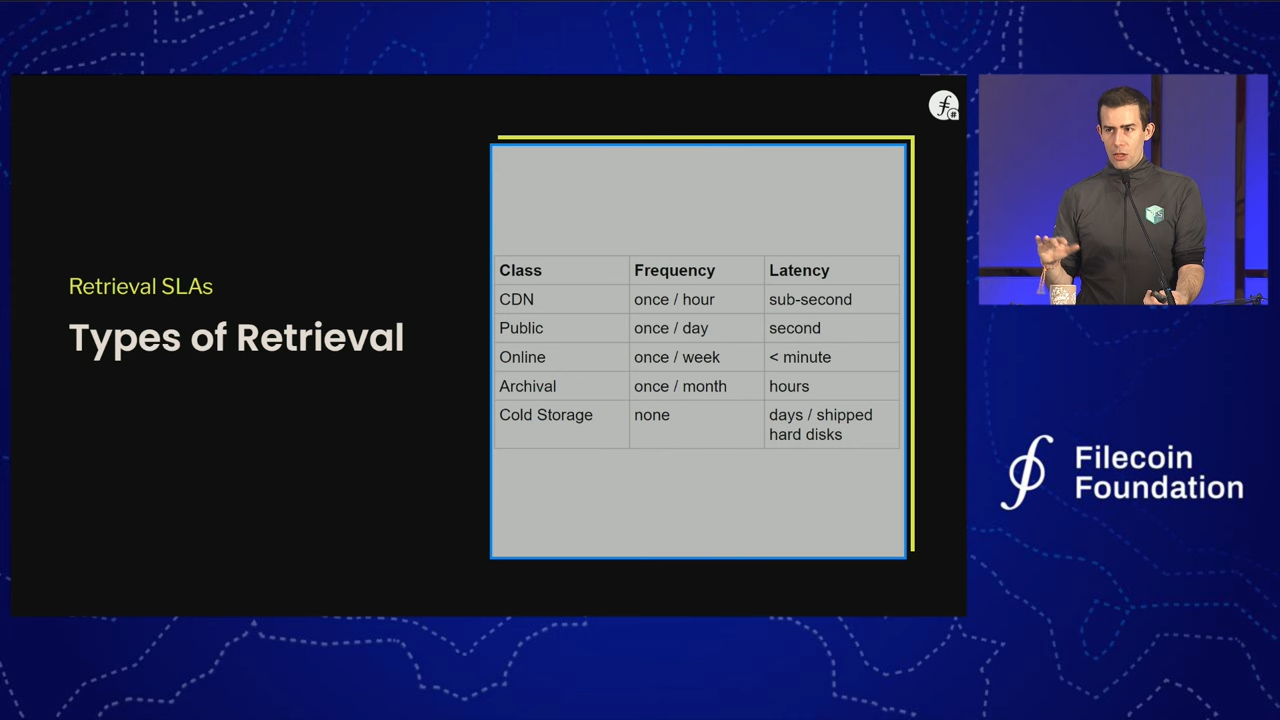 Retrieval SLAs
Types of Retrieval
Class Frequency Latency
CDN once / hour sub-second
Public once / day second
Online once / week < minute
Archival once / month hours
Cold Storage none days / shipped
hard disks
Filecoin
Foundation